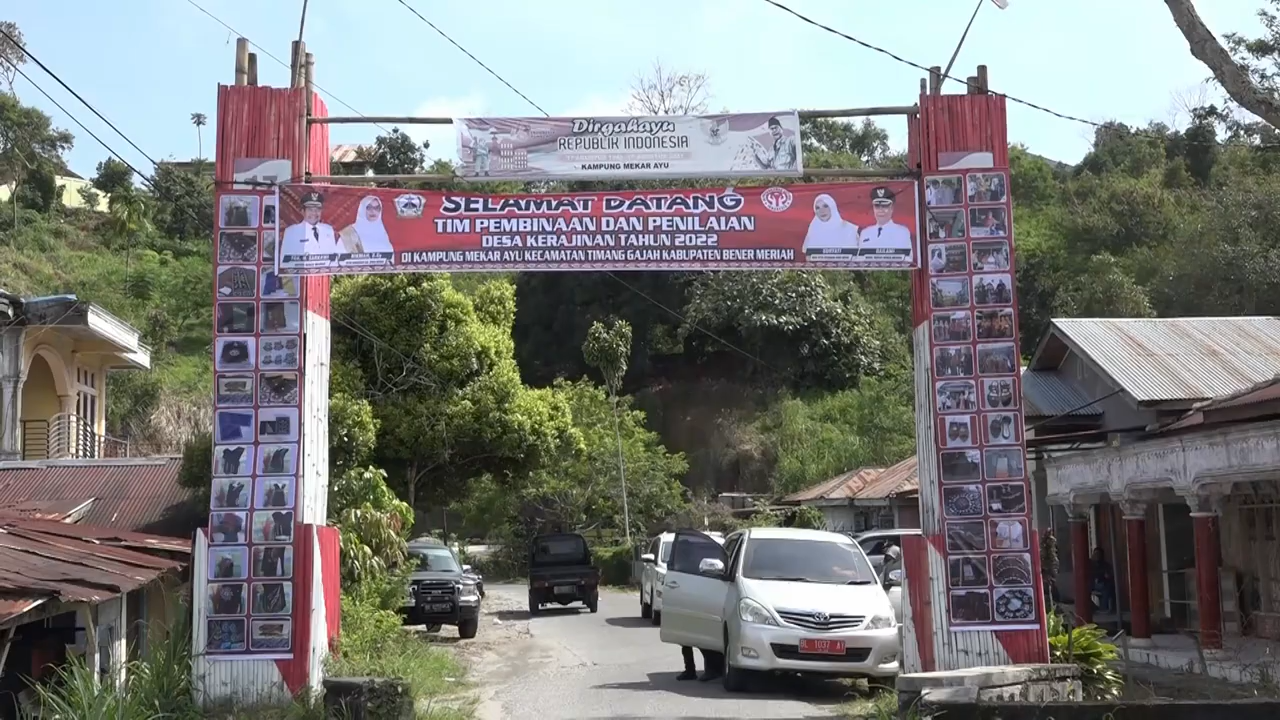 Dirgahayu
REPUBLIK INDONESIA
KAMPUNG MEKAR AYU
SELAMAT DATANG
TIM PEMBINAAN DAN PENILAIAN
DESA KERAJINAN TAHUN 2022
DI KAMPUNG MEKAR AYU KECAMATAN TIMANG GAJAH KABUPATEN BENER MERIAH
BL 1037 AT